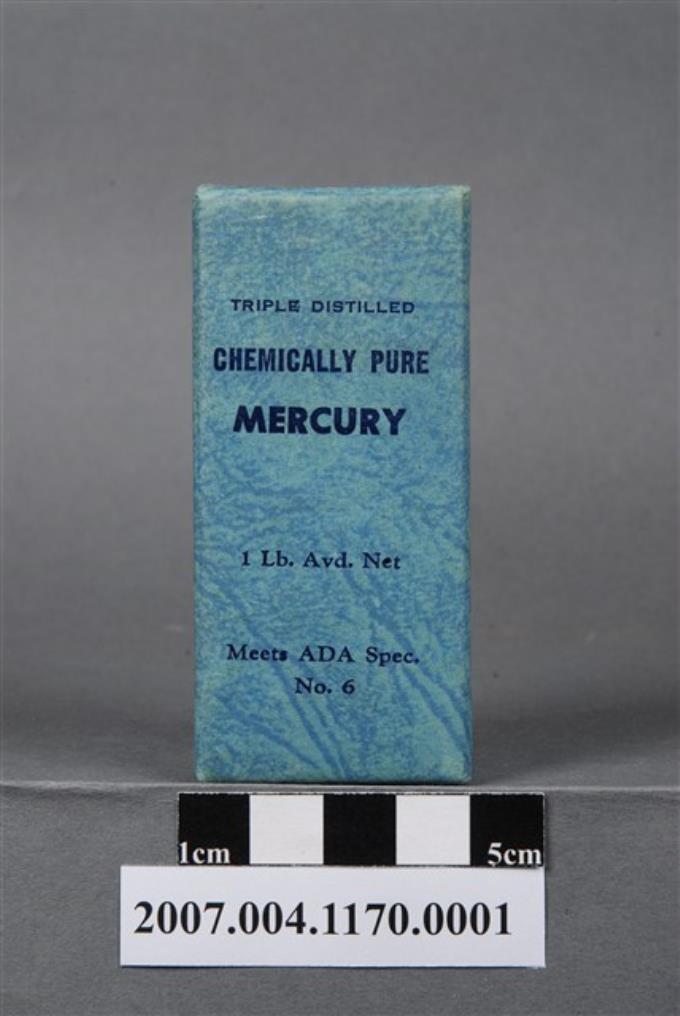 TRIPLE DISTILLED
CHEMICALLY PURE
MERCURY
1 Lb. Avd. Net
Meets ADA Spec.
No. 6
1cm 5cm
2007.004.1170.0001